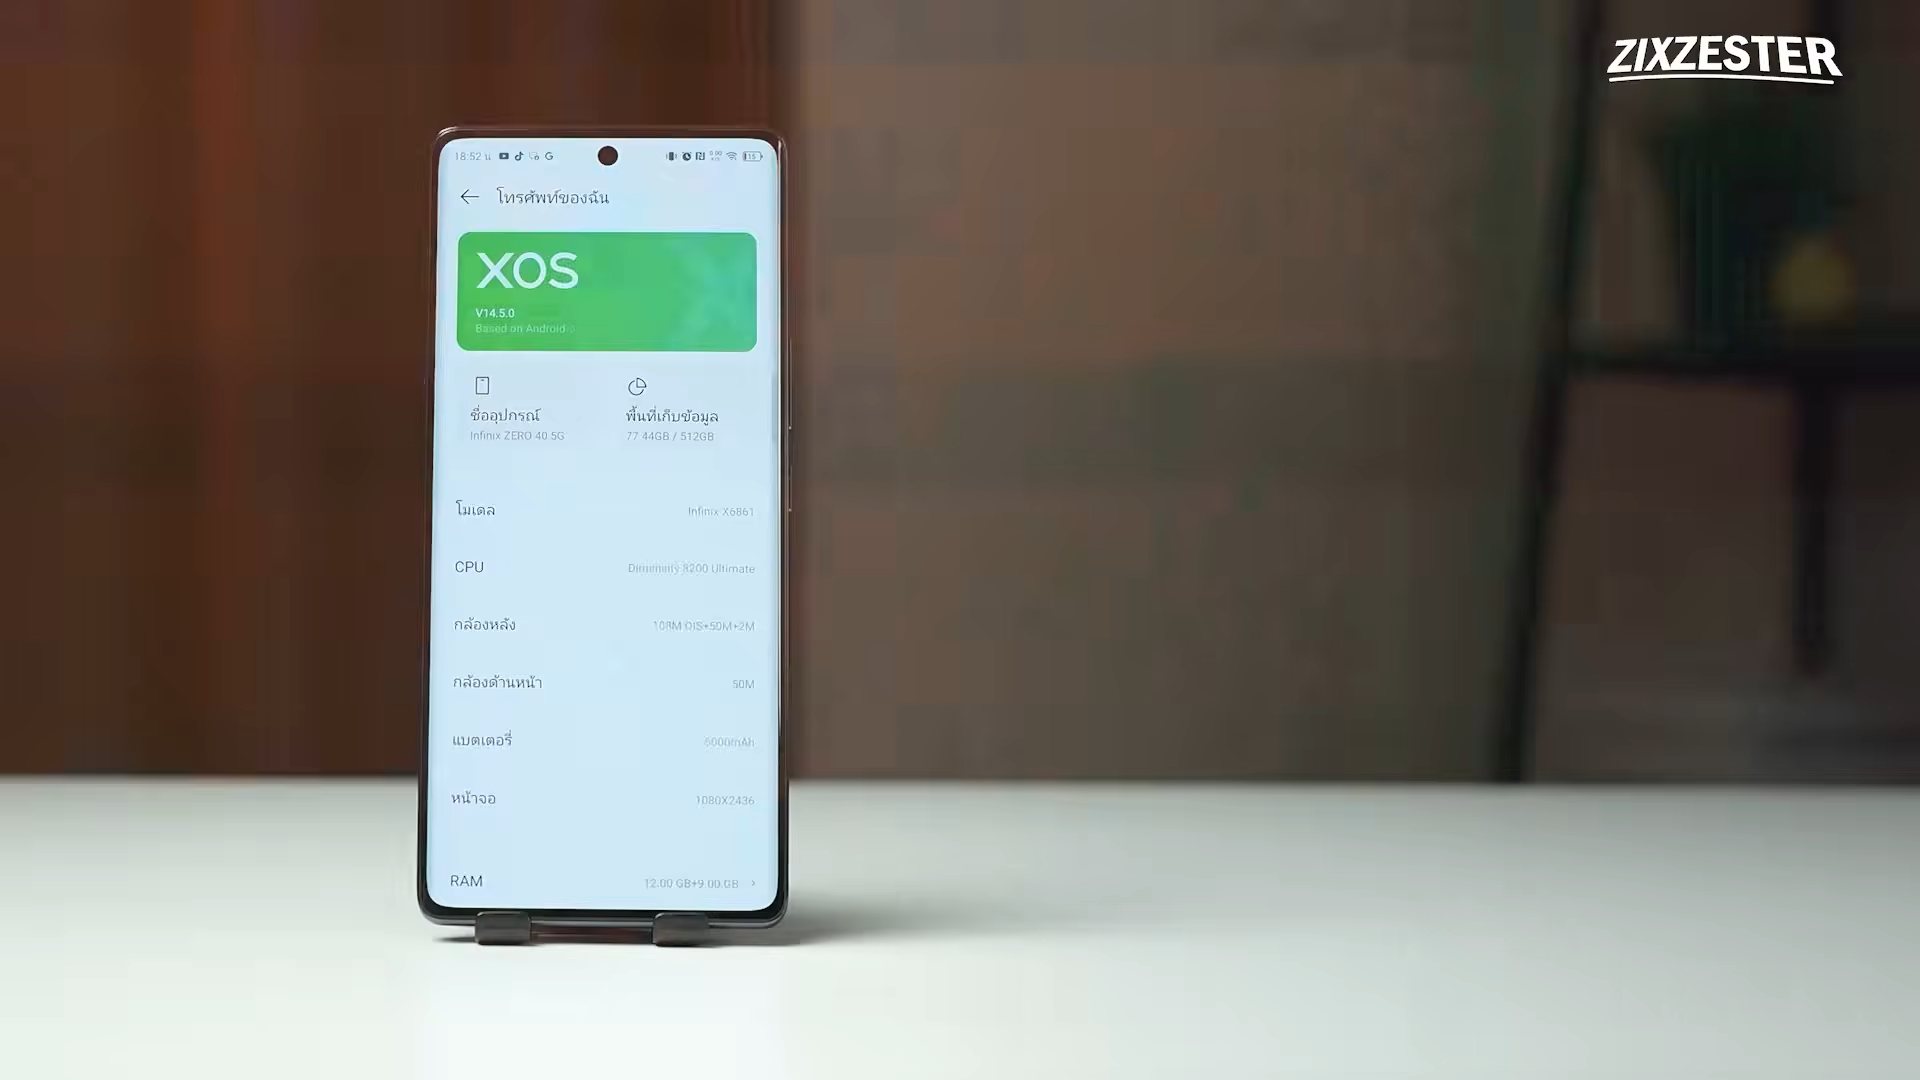 ZIXZESTER
18:52 น
โทรศัพท์ของฉัน
XOS
V14.5.0
Based on Android
ชื่ออุปกรณ์
Infinix ZERO 40 5G
พื้นที่เก็บข้อมูล
77.44GB / 512GB
โมเดล
Infinix X6861
CPU
8200 Ultimate
กล้องหลัง
108M OIS+50M+2M
กล้องด้านหน้า
50M
แบตเตอรี่
หน้าจอ
1080X2436
RAM
12.00 GB+9.00 GB